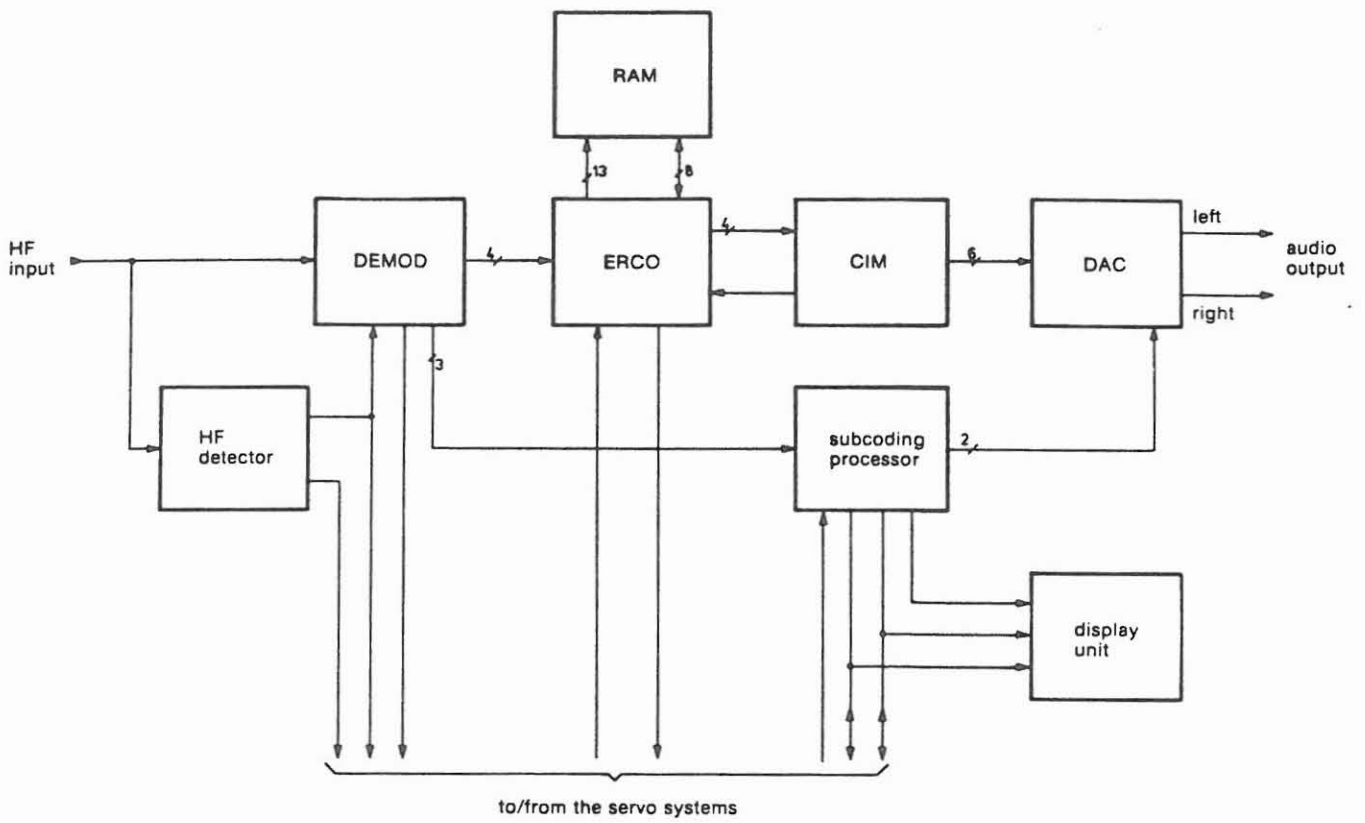 RAM
13
8
HF
input
DEMOD
4
ERCO
4
CIM
6
DAC
left
right
audio
output
3
HF
detector
subcoding
processor
2
display
unit
to/from the servo systems